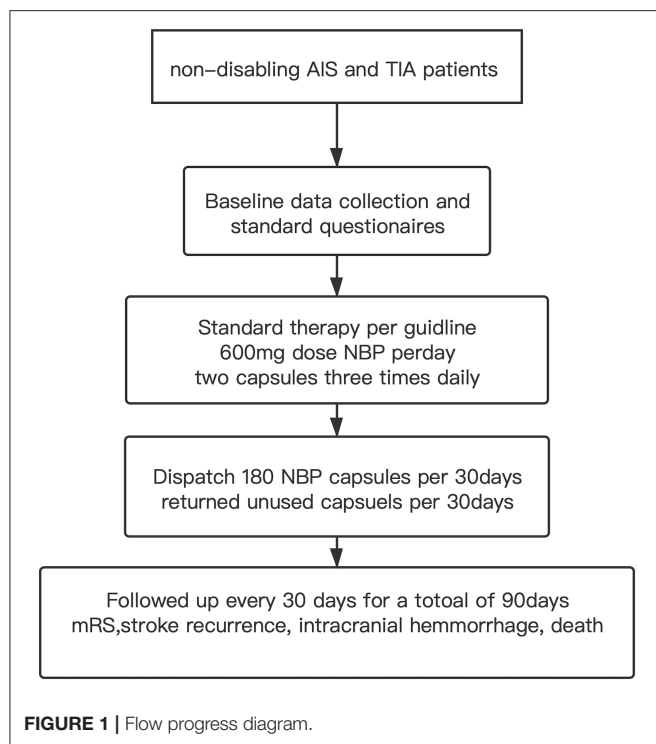 non-disabling AIS and TIA patients
Baseline data collection and
standard questionaires
Standard therapy per guidline
600mg dose NBP perday
two capsules three times daily
Dispatch 180 NBP capsules per 30days
returned unused capsuels per 30days
Followed up every 30 days for a totoal of 90days
mRS,stroke recurrence, intracranial hemmorrhage, death
FIGURE 1 | Flow progress diagram.